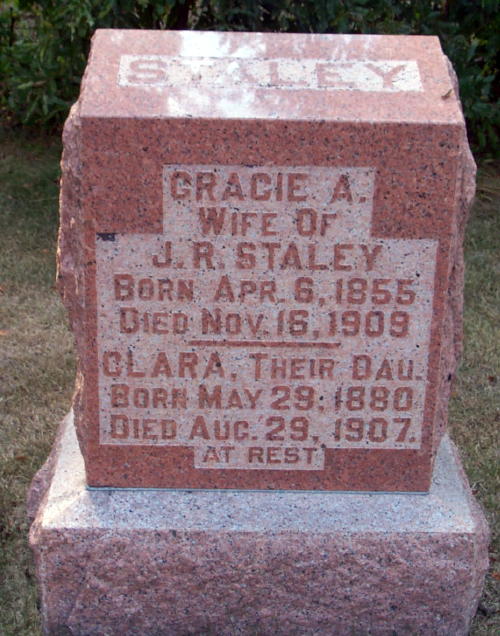 STALEY
GRACIE A.
WIFE OF
J. R. STALEY
BORN APR. 6, 1855
DIED NOV. 16, 1909
CLARA, THEIR DAU.
BORN MAY 29, 1880
DIED AUG. 29, 1907.
AT REST